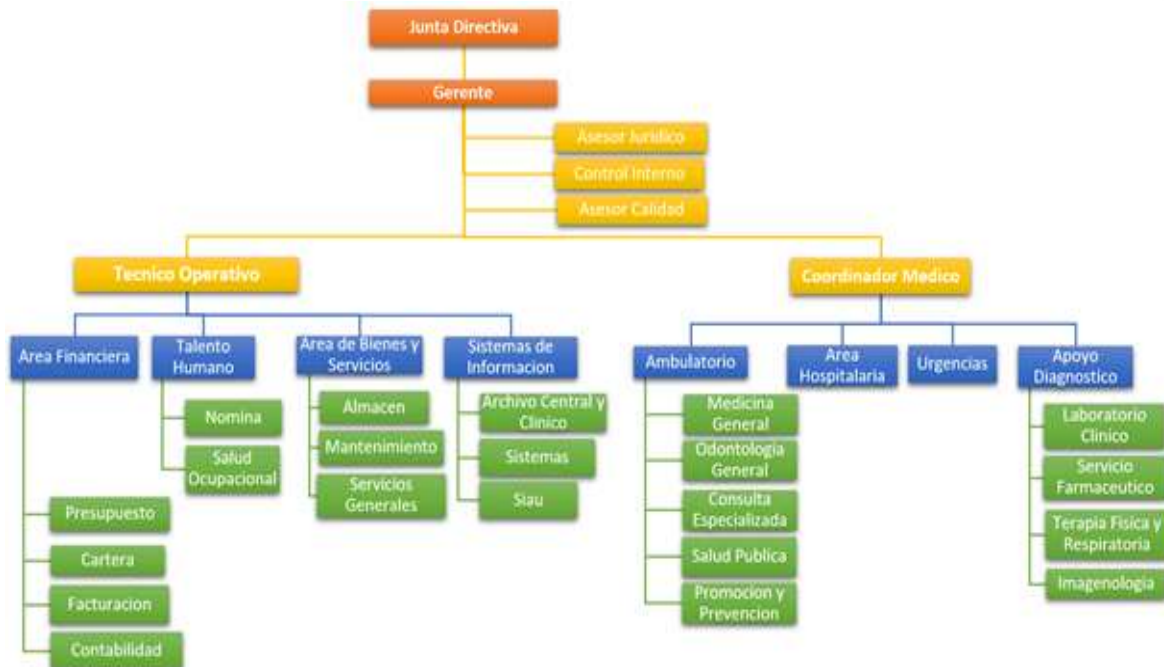 Junta Directiva
Gerente
Asesor Juridico
Control Interno
Asesor Calidad
Tecnico Operativo
Coordinador Medico
Area Financiera
Talento
Humano
Area de Bienes y
Servicios
Sistemas de
Informacion
Ambulatorio
Area
Hospitalaria
Urgencias
Apoyo
Diagnostico
Nomina
Salud
Ocupacional
Presupuesto
Cartera
Facturacion
Contabilidad
Almacen
Mantenimiento
Servicios
Generales
Archivo Central y
Clinico
Sistemas
Siau
Medicina
General
Odontologia
General
Consulta
Especializada
Salud Publica
Promocion y
Prevencion
Laboratorio
Clinico
Servicio
Farmaceutico
Terapia Fisica y
Respiratoria
Imagenologia